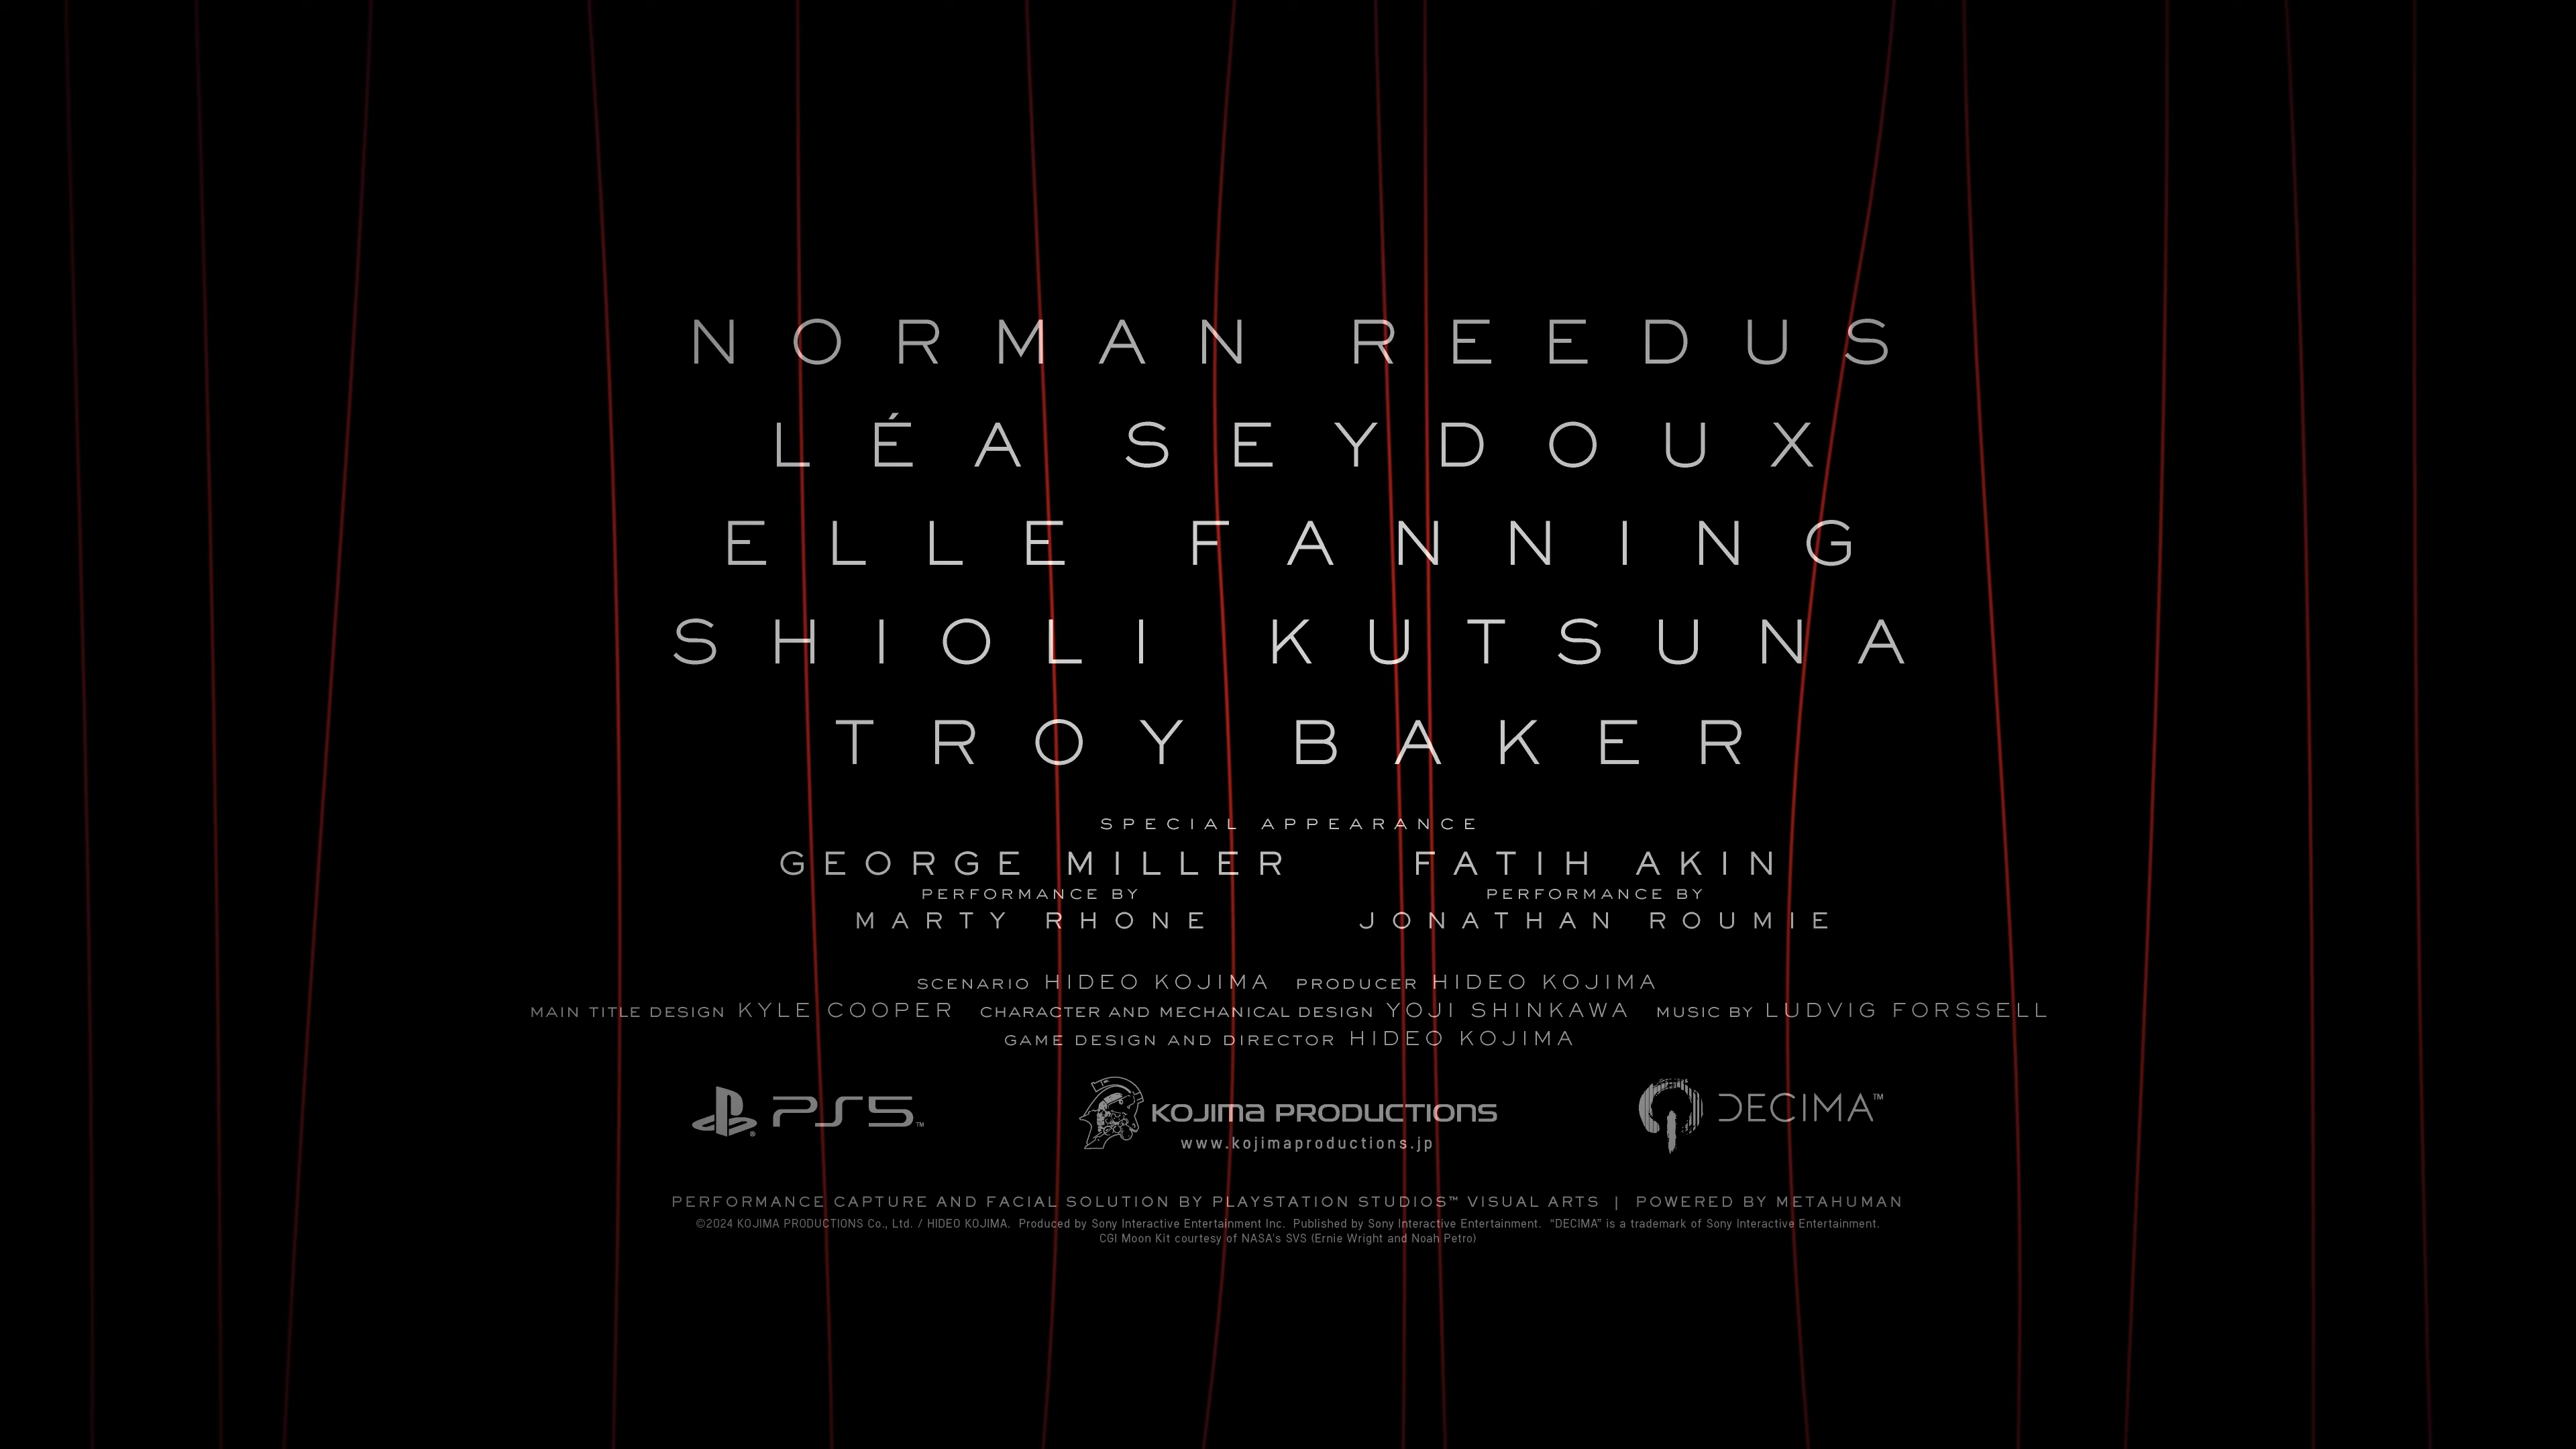 NORMAN REEDUS
LÉA SEYDOUX
ELLE FANNING
SHIOLI KUTSUNA
TROY BAKER
SPECIAL APPEARANCE
GEORGE MILLER FATIH AKIN
PERFORMANCE BY PERFORMANCE BY
MARTY RHONE JONATHAN ROUMIE
SCENARIO HIDEO KOJIMA PRODUCER HIDEO KOJIMA
MAIN TITLE DESIGN KYLE COOPER CHARACTER AND MECHANICAL DESIGN YOJI SHINKAWA MUSIC BY LUDVIG FORSSELL
GAME DESIGN AND DIRECTOR HIDEO KOJIMA
PS5™ KOJIMA PRODUCTIONS DECIMA™
www.kojimaproductions.jp
PERFORMANCE CAPTURE AND FACIAL SOLUTION BY PLAYSTATION STUDIOS™ VISUAL ARTS | POWERED BY METAHUMAN
©2024 KOJIMA PRODUCTIONS Co., Ltd. / HIDEO KOJIMA. Produced by Sony Interactive Entertainment Inc. Published by Sony Interactive Entertainment. “DECIMA” is a trademark of Sony Interactive Entertainment.
CGI Moon Kit courtesy of NASA's SVS (Ernie Wright and Noah Petro)